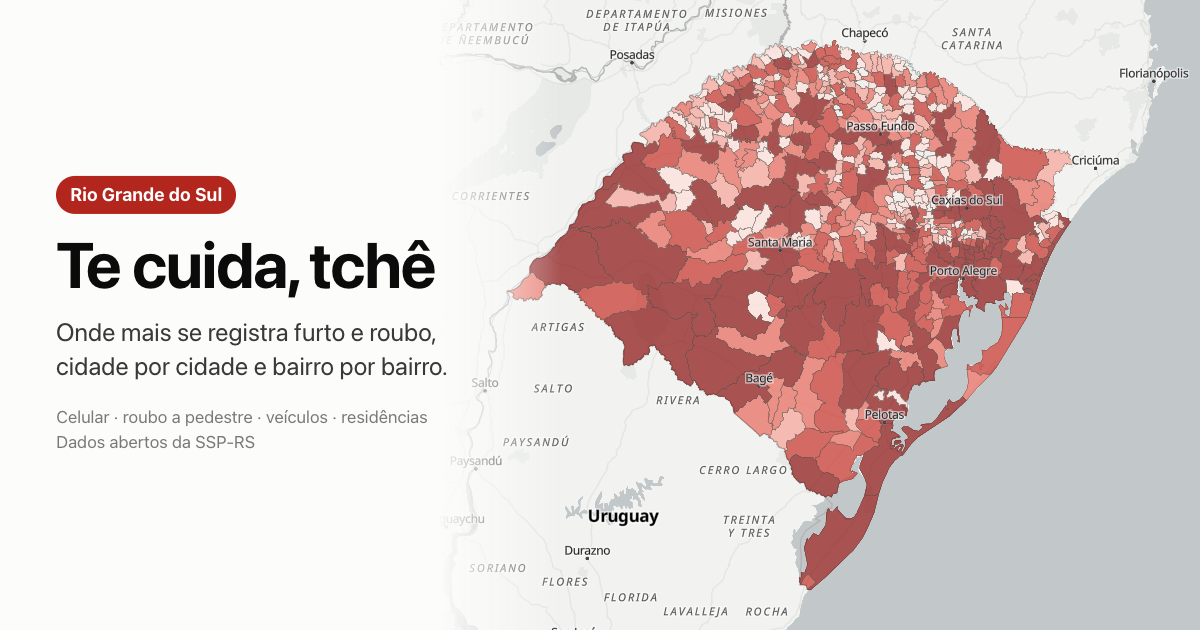 Rio Grande do Sul
Te cuida, tchê
Onde mais se registra furto e roubo,
cidade por cidade e bairro por bairro.
Celular · roubo a pedestre · veículos · residências
Dados abertos da SSP-RS
DEPARTAMENTO
DE ITAPÚA
MISIONES
Posadas
Chapecó
SANTA
CATARINA
Florianópolis
Passo Fundo
Criciúma
CORRIENTES
Caxias do Sul
Santa Maria
Porto Alegre
ARTIGAS
Salto
SALTO
RIVERA
Bagé
Pelotas
PAYSANDÚ
Paysandú
CERRO LARGO
Uruguay
TREINTA
Y TRES
Durazno
SORIANO
FLORES
FLORIDA
LAVALLEJA
ROCHA